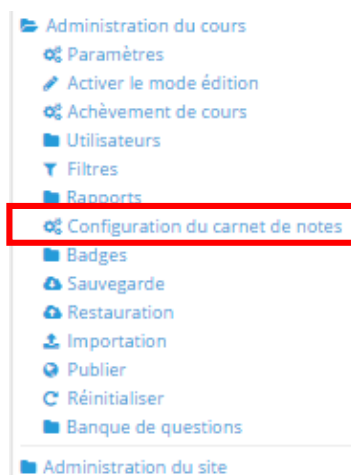 Administration du cours
Paramètres
Activer le mode édition
Achèvement de cours
Utilisateurs
Filtres
Rapports
Configuration du carnet de notes
Badges
Sauvegarde
Restauration
Importation
Publier
Réinitialiser
Banque de questions
Administration du site